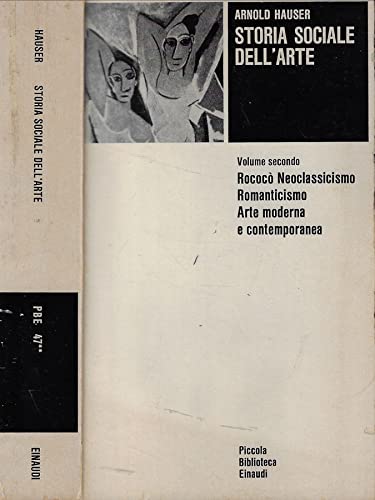 HAUSER STORIA SOCIALE DELL'ARTE
PBE 47**
EINAUDI
ARNOLD HAUSER
STORIA SOCIALE
DELL'ARTE
Volume secondo
Rococò Neoclassicismo
Romanticismo
Arte moderna
e contemporanea
Piccola
Biblioteca
Einaudi